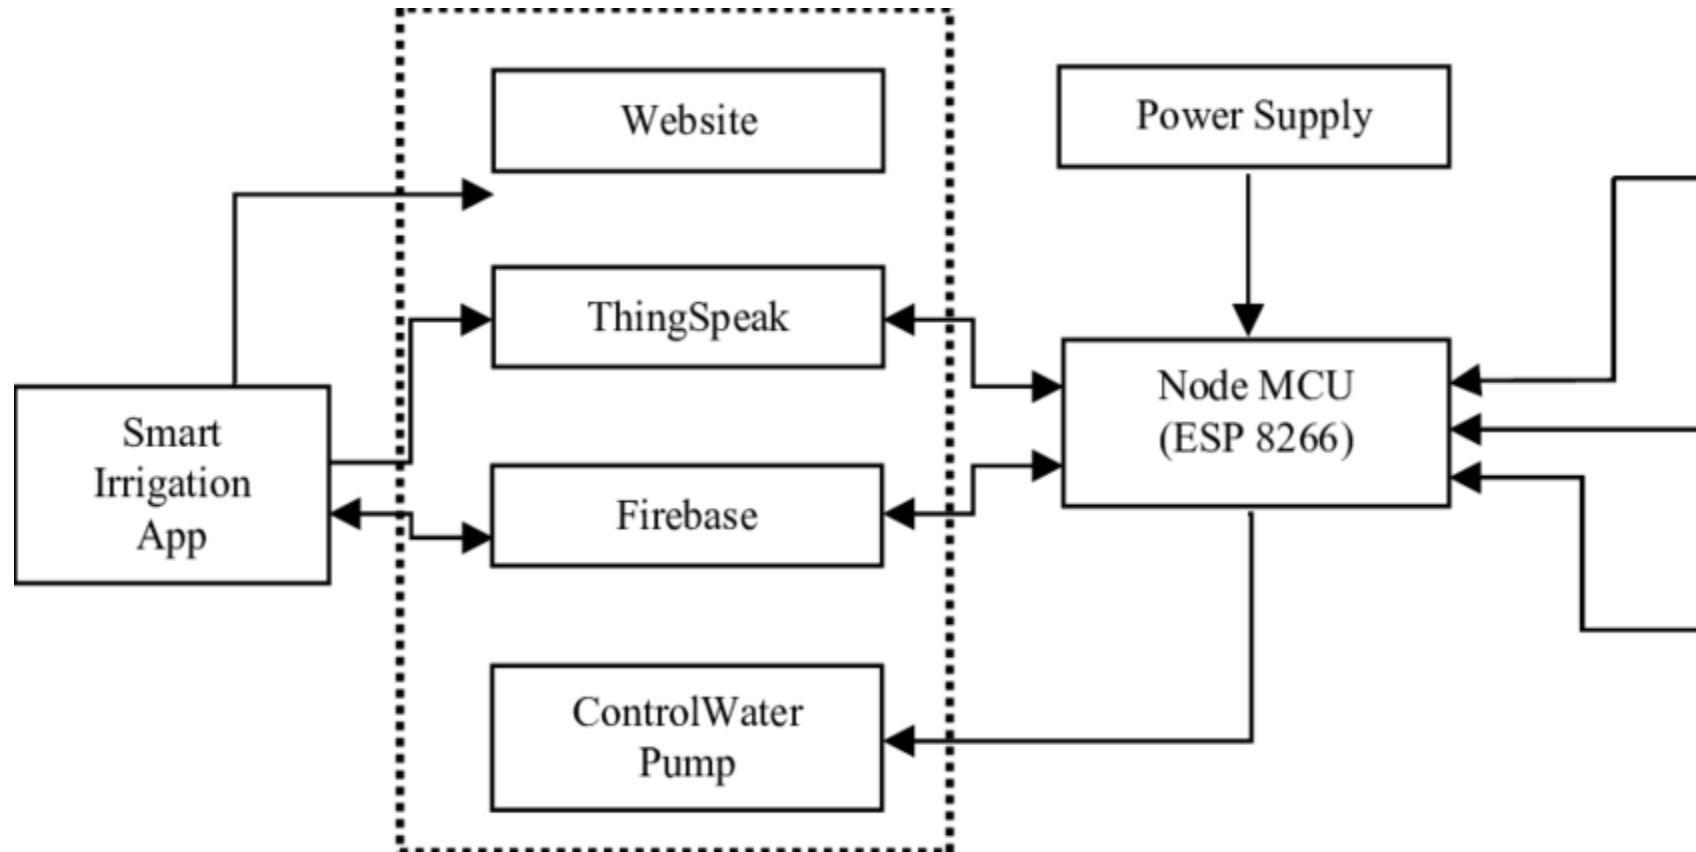 Website
Power Supply
ThingSpeak
Node MCU
(ESP 8266)
Smart
Irrigation
App
Firebase
ControlWater
Pump